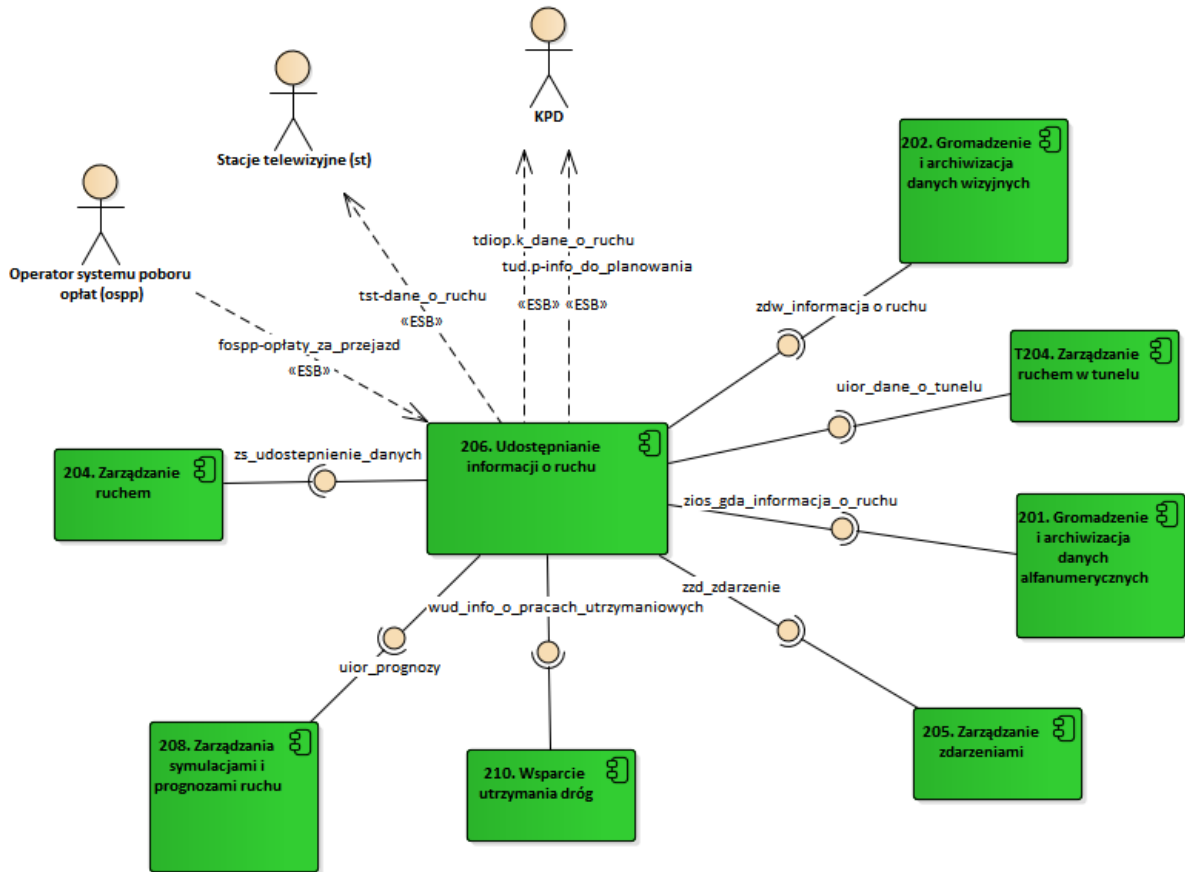 KPD
Stacje telewizyjne (st)
Operator systemu poboru
opłat (ospp)
202. Gromadzenie
i archiwizacja
danych wizyjnych
tdiop.k_dane_o_ruchu
tud.p-info_do_planowania
tst-dane_o_ruchu
«ESB»
«ESB»
«ESB»
zdw_informacja o ruchu
fospp-opłaty_za_przejazd
«ESB»
T204. Zarządzanie
ruchem w tunelu
uior_dane_o_tunelu
206. Udostępnianie
informacji o ruchu
zs_udostepnienie_danych
204. Zarządzanie
ruchem
zios_gda_informacja_o_ruchu
201. Gromadzenie
i archiwizacja
danych
alfanumerycznych
zzd_zdarzenie
wud_info_o_pracach_utrzymaniowych
uior_prognozy
208. Zarządzania
symulacjami i
prognozami ruchu
210. Wsparcie
utrzymania dróg
205. Zarządzanie
zdarzeniami